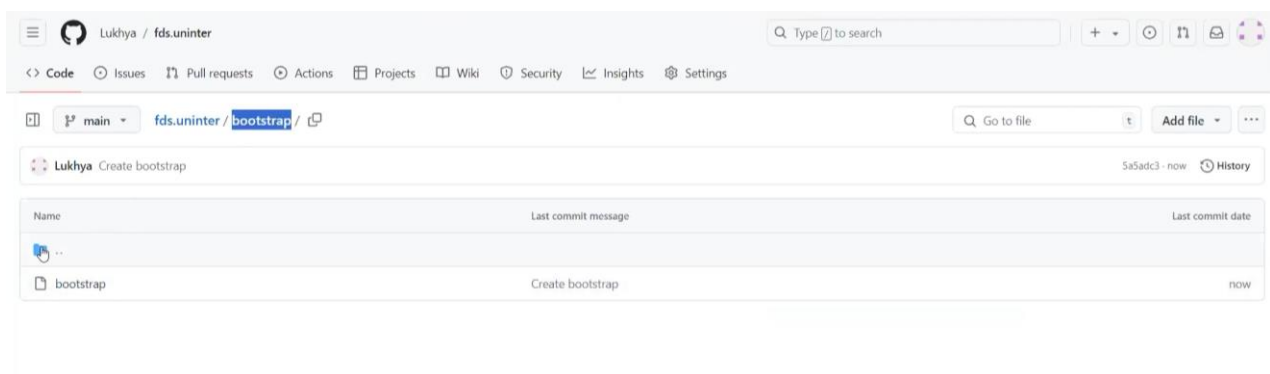 Lukhya / fds.uninter Type / to search
Code Issues Pull requests Actions Projects Wiki Security Insights Settings
main fds.uninter / bootstrap / Go to file t Add file ...
Lukhya Create bootstrap 5a5adc3 · now History
Name Last commit message Last commit date
..
bootstrap Create bootstrap now